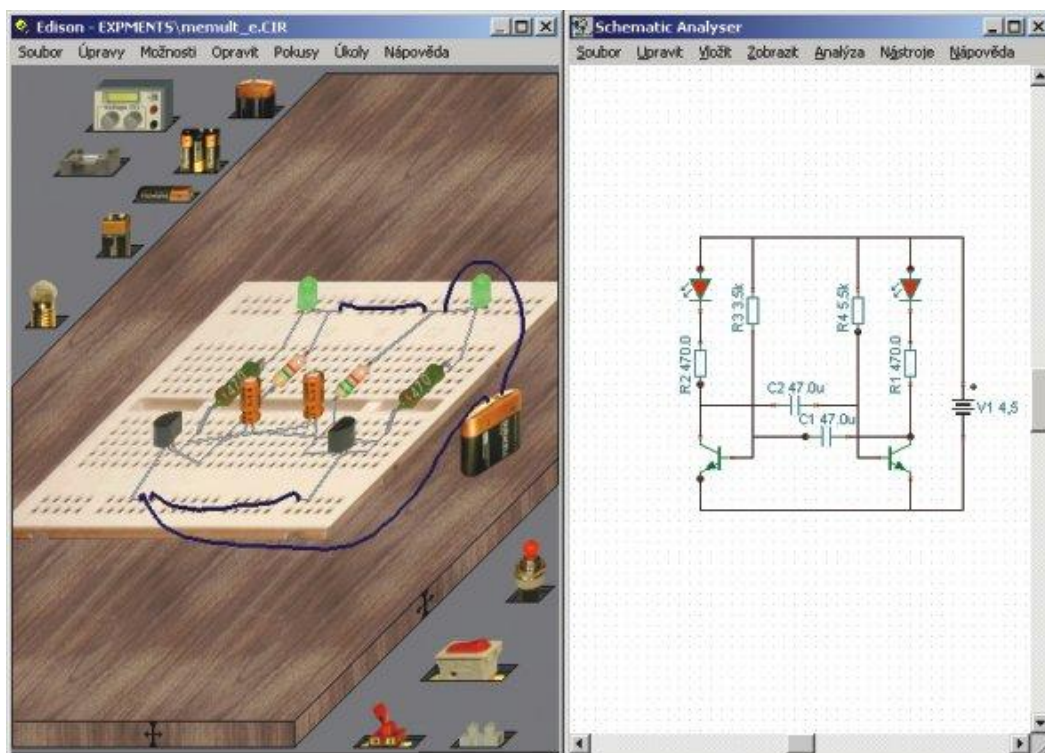 Edison - EXPMENTS\memult_e.CIR
Soubor Úpravy Možnosti Opravit Pokusy Úkoly Nápověda
470
470
Schematic Analyser
Soubor Upravit Vložit Zobrazit Analýza Nástroje Nápověda
R3 3,5k
R4 5,5k
R2 470,0
R1 470,0
C2 47,0u
C1 47,0u
V1 4,5